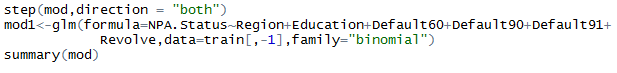 step(mod,direction = "both")
mod1<-glm(formula=NPA.Status~Region+Education+Default60+Default90+Default91+
Revolve,data=train[,-1],family="binomial")
summary(mod)